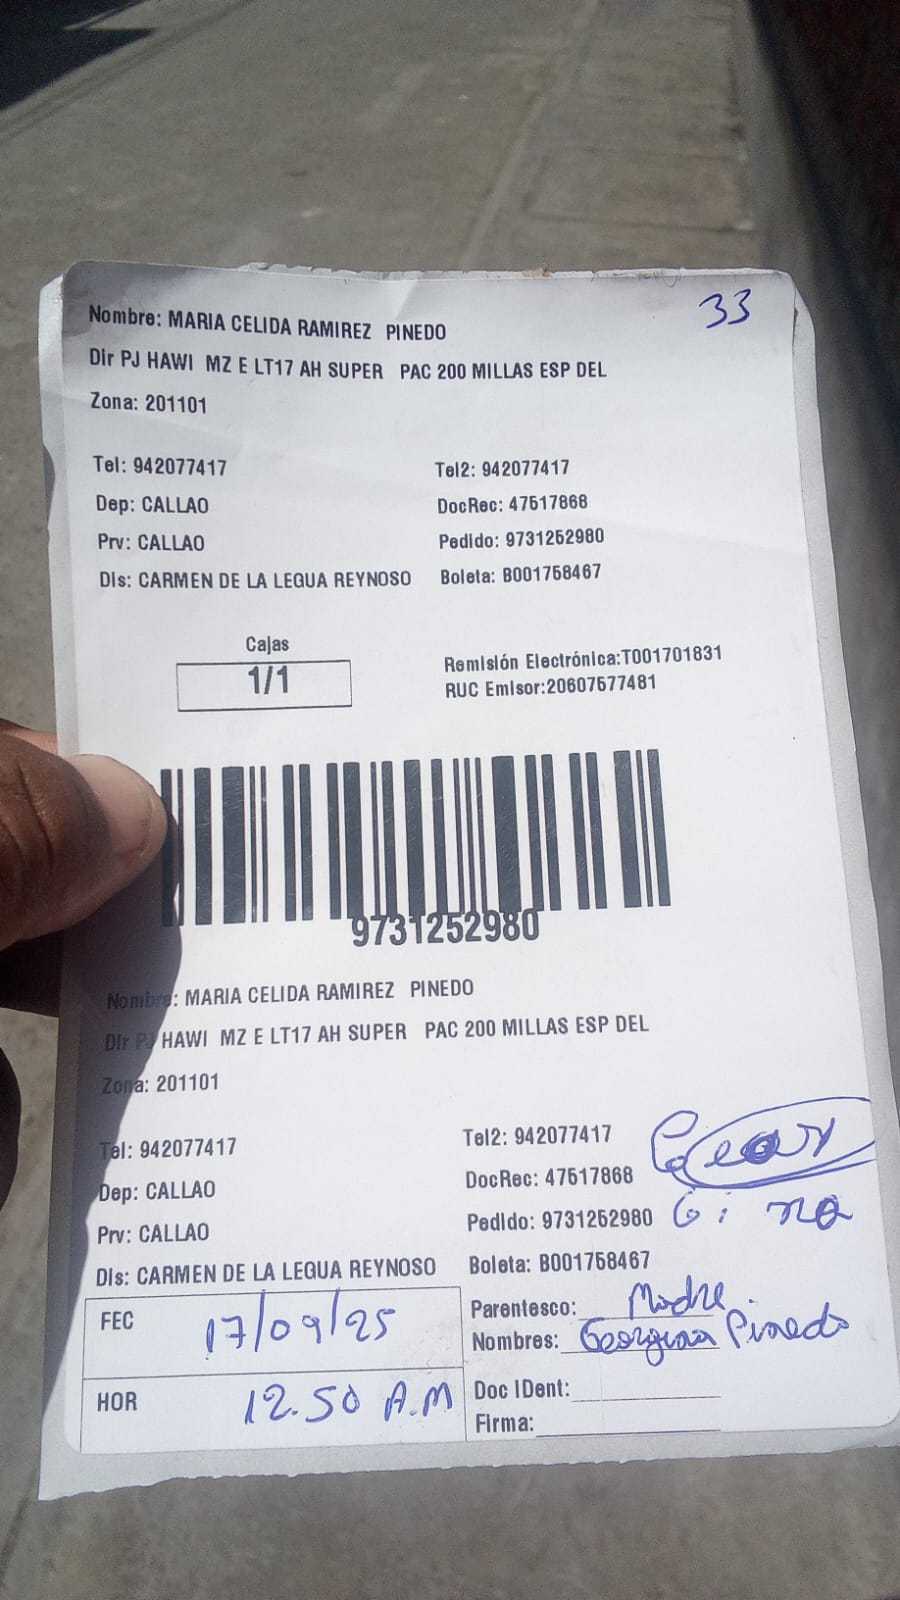 33
Nombre: MARIA CELIDA RAMIREZ PINEDO
Dir PJ HAWI MZ E LT17 AH SUPER PAC 200 MILLAS ESP DEL
Zona: 201101
Tel: 942077417 Tel2: 942077417
Dep: CALLAO DocRec: 47517868
Prv: CALLAO Pedido: 9731252980
Dis: CARMEN DE LA LEGUA REYNOSO Boleta: B001758467
Cajas
1/1
Remisión Electrónica:T001701831
RUC Emisor:20607577481
9731252980
Nombre: MARIA CELIDA RAMIREZ PINEDO
Dir PJ HAWI MZ E LT17 AH SUPER PAC 200 MILLAS ESP DEL
Zona: 201101
Tel: 942077417 Tel2: 942077417
Dep: CALLAO DocRec: 47517868
Prv: CALLAO Pedido: 9731252980
Dis: CARMEN DE LA LEGUA REYNOSO Boleta: B001758467
FEC 17/09/25
HOR 12.50 A.M
Parentesco: Madre
Nombres: Georgina Pinedo
Doc IDent:
Firma: